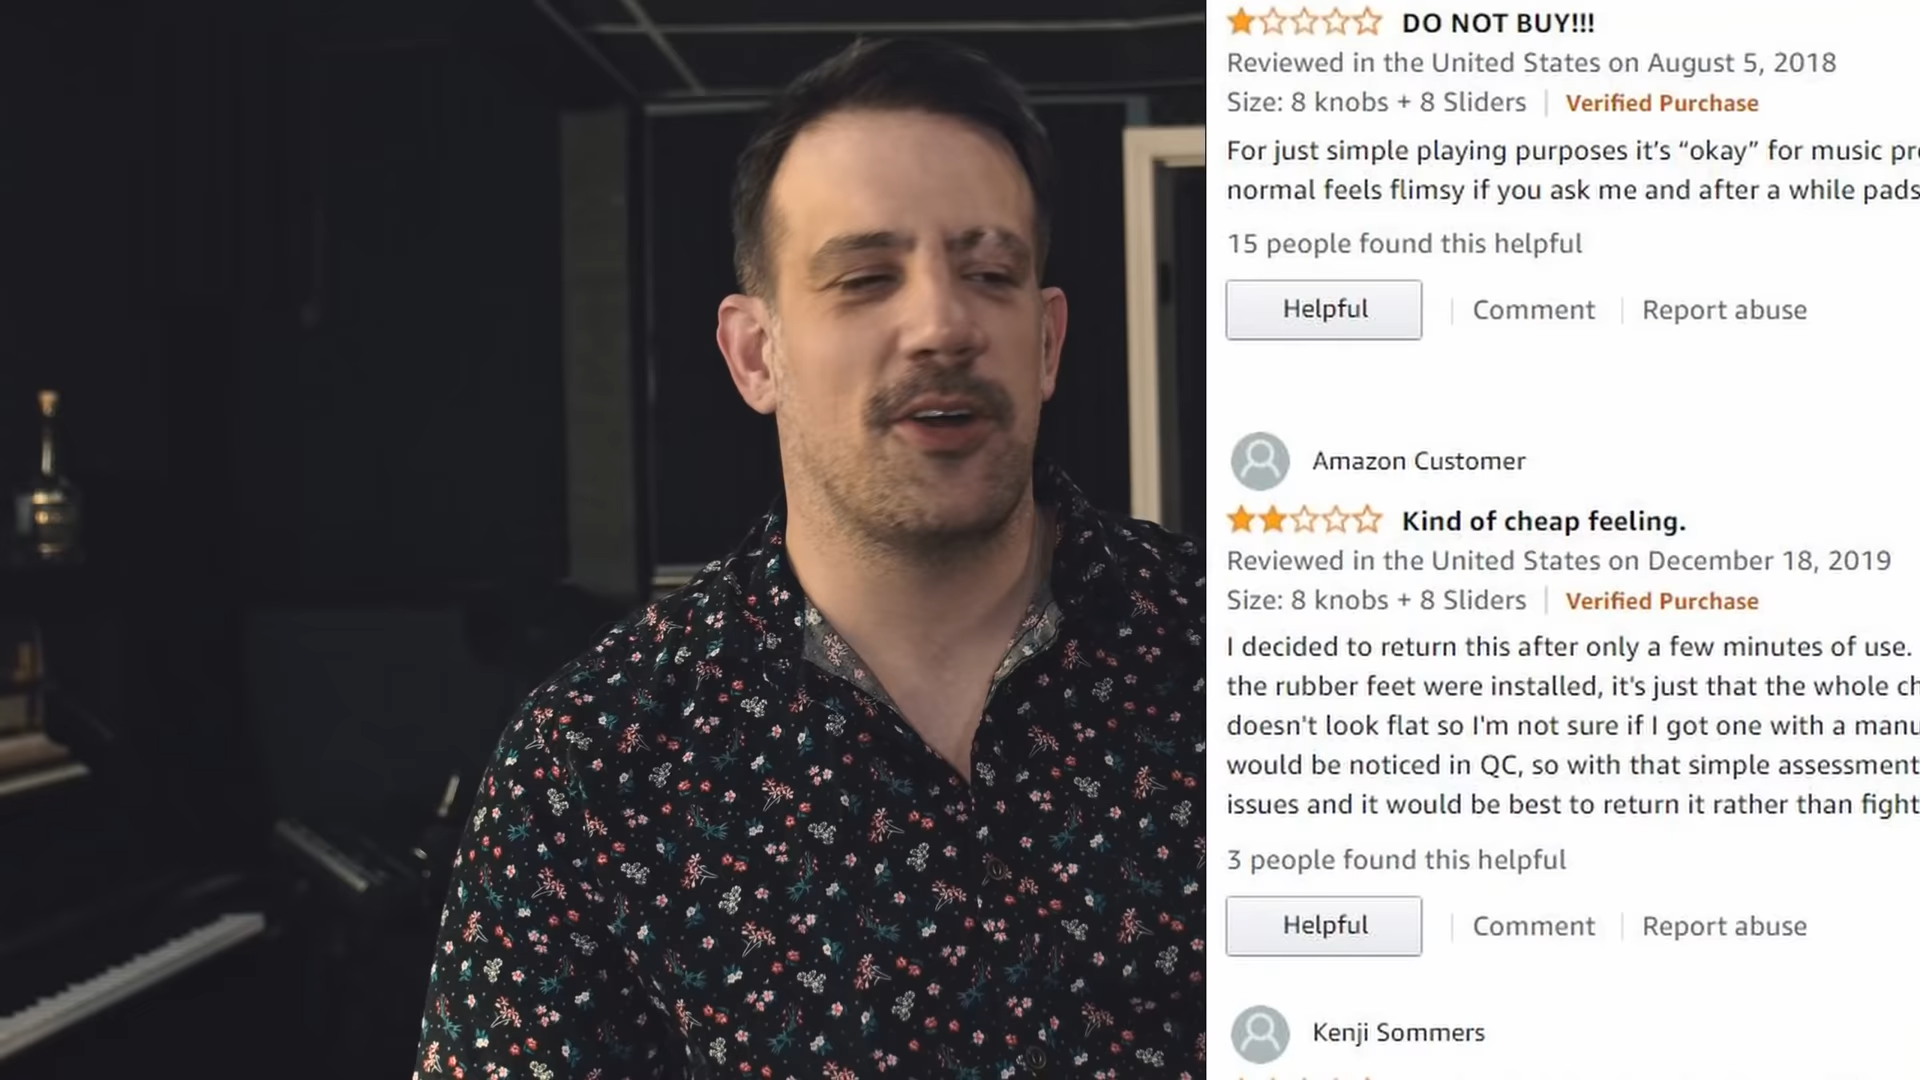 DO NOT BUY!!!
Reviewed in the United States on August 5, 2018
Size: 8 knobs + 8 Sliders | Verified Purchase
For just simple playing purposes it’s “okay” for music pr
normal feels flimsy if you ask me and after a while pads
15 people found this helpful
Helpful | Comment | Report abuse
Amazon Customer
Kind of cheap feeling.
Reviewed in the United States on December 18, 2019
Size: 8 knobs + 8 Sliders | Verified Purchase
I decided to return this after only a few minutes of use.
the rubber feet were installed, it's just that the whole ch
doesn't look flat so I'm not sure if I got one with a manu
would be noticed in QC, so with that simple assessment
issues and it would be best to return it rather than fight
3 people found this helpful
Helpful | Comment | Report abuse
Kenji Sommers